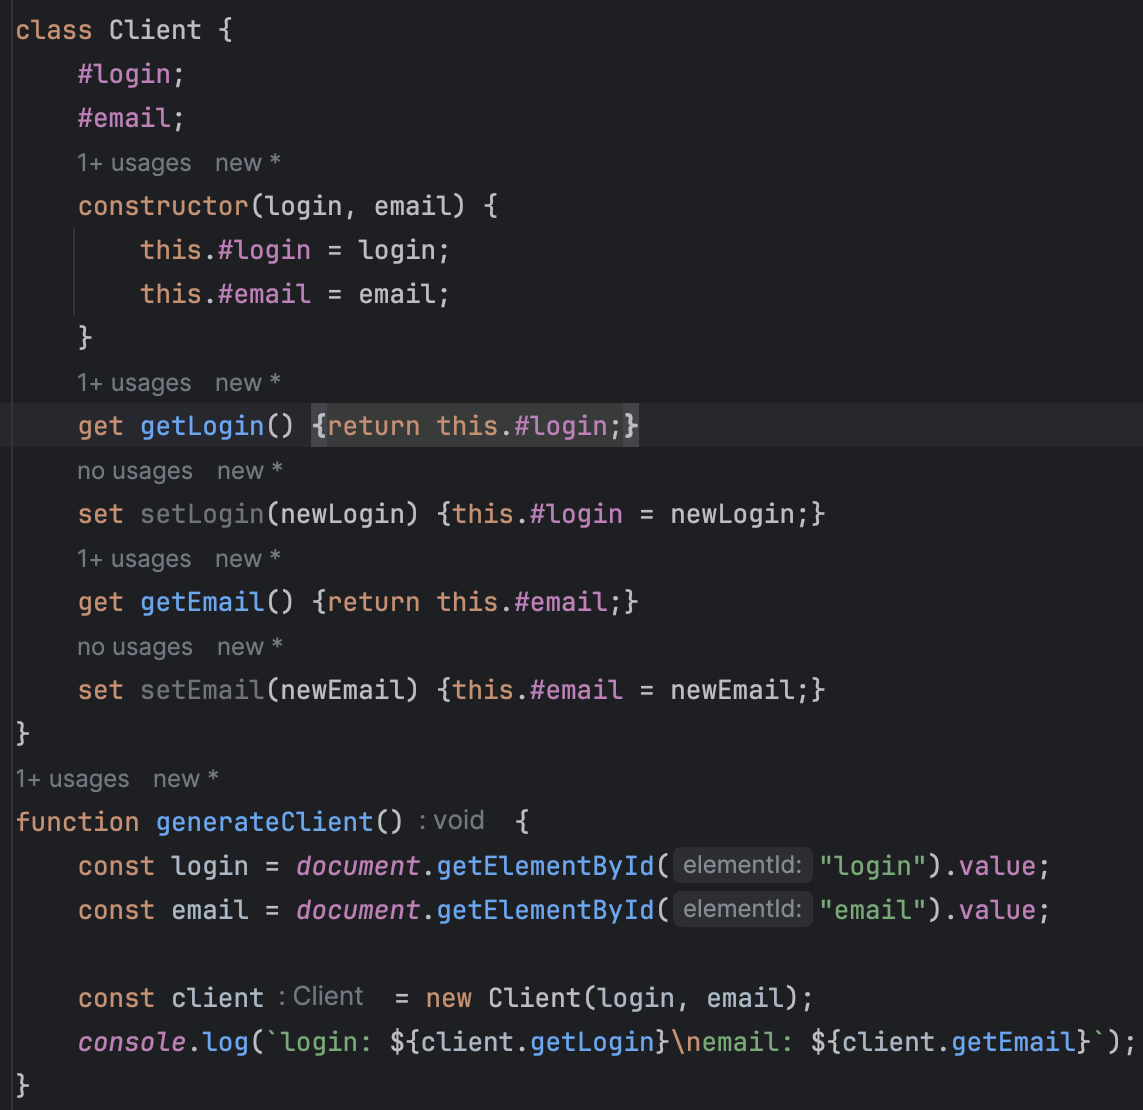 class Client {
    #login;
    #email;
    1+ usages   new *
    constructor(login, email) {
        this.#login = login;
        this.#email = email;
    }
    1+ usages   new *
    get getLogin() {return this.#login;}
    no usages   new *
    set setLogin(newLogin) {this.#login = newLogin;}
    1+ usages   new *
    get getEmail() {return this.#email;}
    no usages   new *
    set setEmail(newEmail) {this.#email = newEmail;}
}
1+ usages   new *
function generateClient() : void  {
    const login = document.getElementById( elementId: "login").value;
    const email = document.getElementById( elementId: "email").value;

    const client : Client  = new Client(login, email);
    console.log(`login: ${client.getLogin}\nemail: ${client.getEmail}`);
}